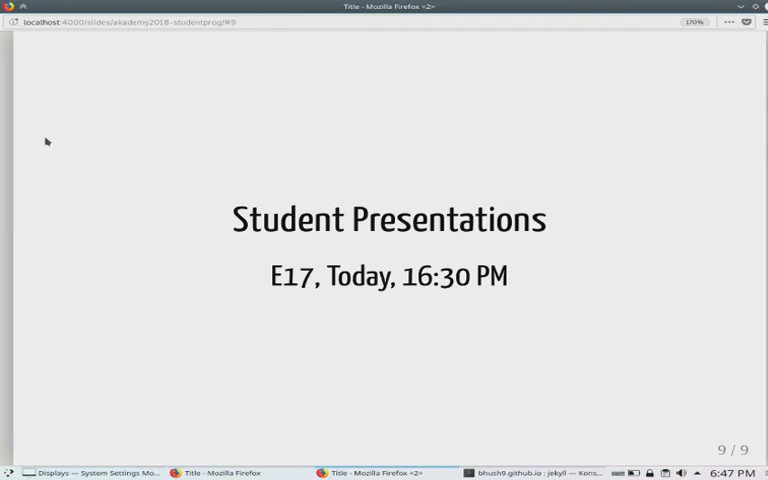 Title - Mozilla Firefox <2>
localhost:4000/slides/akademy2018-studentprog/#9
170%
Student Presentations
E17, Today, 16:30 PM
9 / 9
Displays — System Settings Mo...
Title - Mozilla Firefox
Title - Mozilla Firefox <2>
bhush9.github.io : jekyll — Kons...
6:47 PM